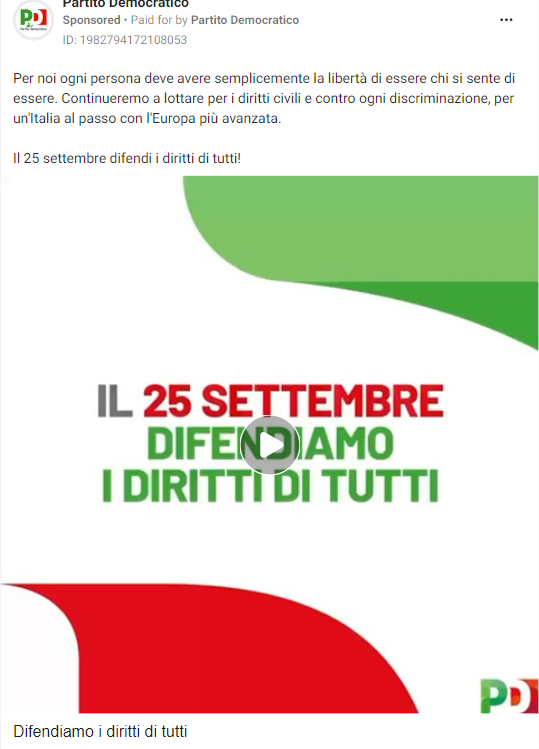 Partito Democratico
Sponsored • Paid for by Partito Democratico
ID: 1982794172108053
Per noi ogni persona deve avere semplicemente la libertà di essere chi si sente di
essere. Continueremo a lottare per i diritti civili e contro ogni discriminazione, per
un'Italia al passo con l'Europa più avanzata.
Il 25 settembre difendi i diritti di tutti!
IL 25 SETTEMBRE
DIFENDIAMO
I DIRITTI DI TUTTI
PD
Difendiamo i diritti di tutti